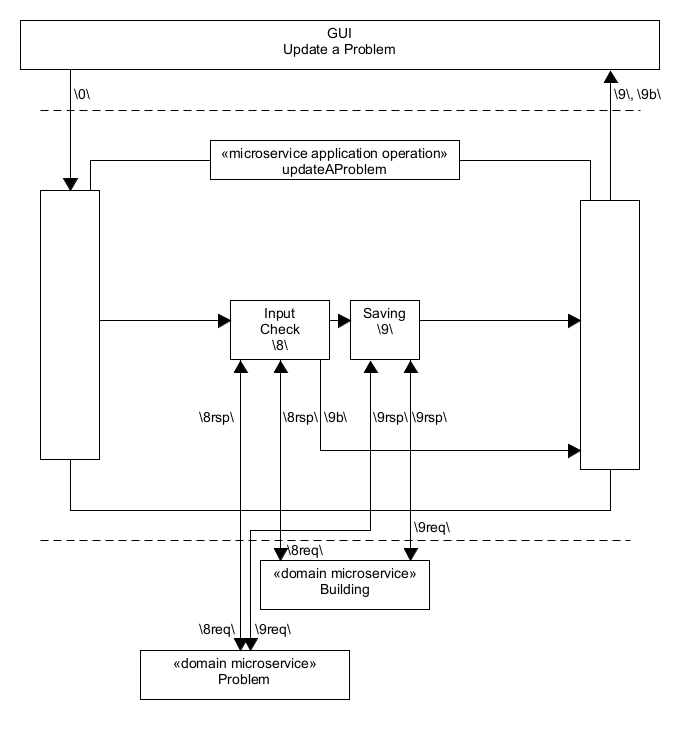 GUI
Update a Problem
\0\
\9\, \9b\
«microservice application operation»
updateAProblem
Input
Check
\8\
Saving
\9\
\8rsp\
\8rsp\
\9b\
\9rsp\
\9rsp\
\9req\
\8req\
«domain microservice»
Building
\8req\
\9req\
«domain microservice»
Problem